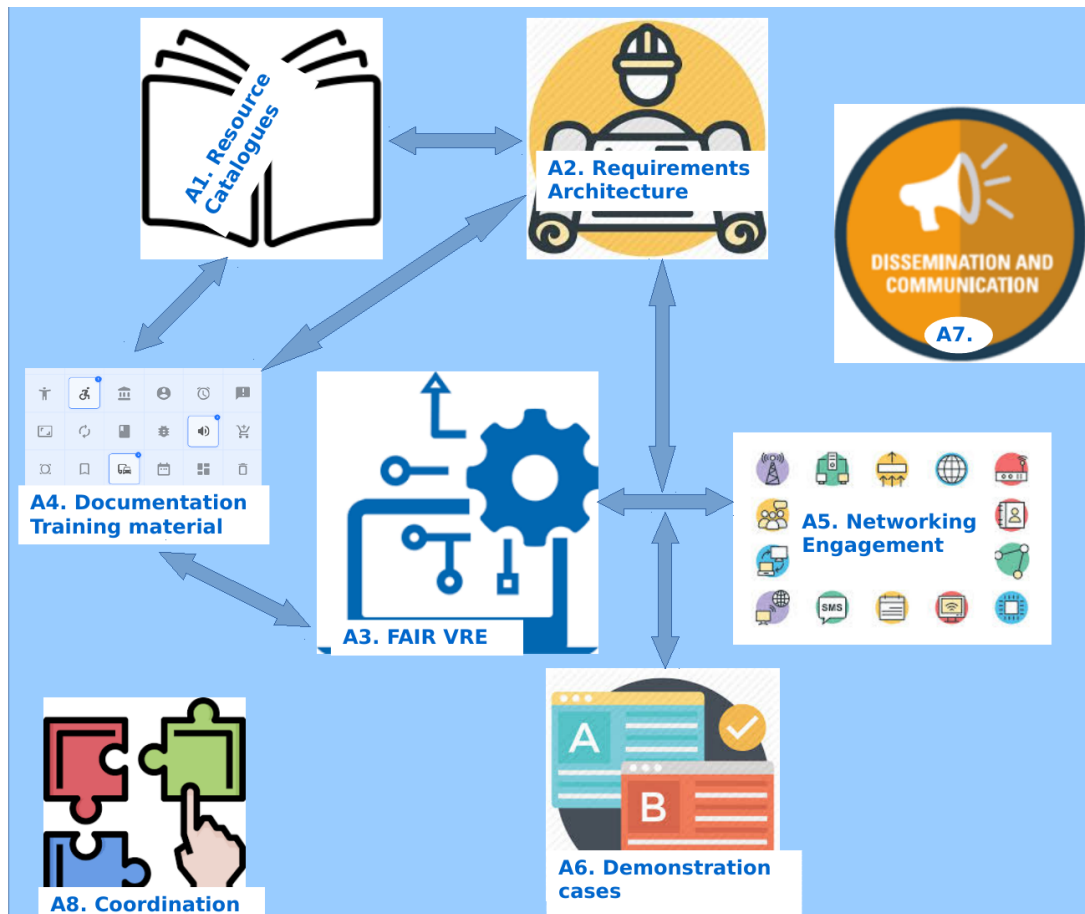 A1. Resource
Catalogues
A2. Requirements
Architecture
DISSEMINATION AND
COMMUNICATION
A7.
A4. Documentation
Training material
A5. Networking
Engagement
SMS
A3. FAIR VRE
A
B
A6. Demonstration
cases
A8. Coordination